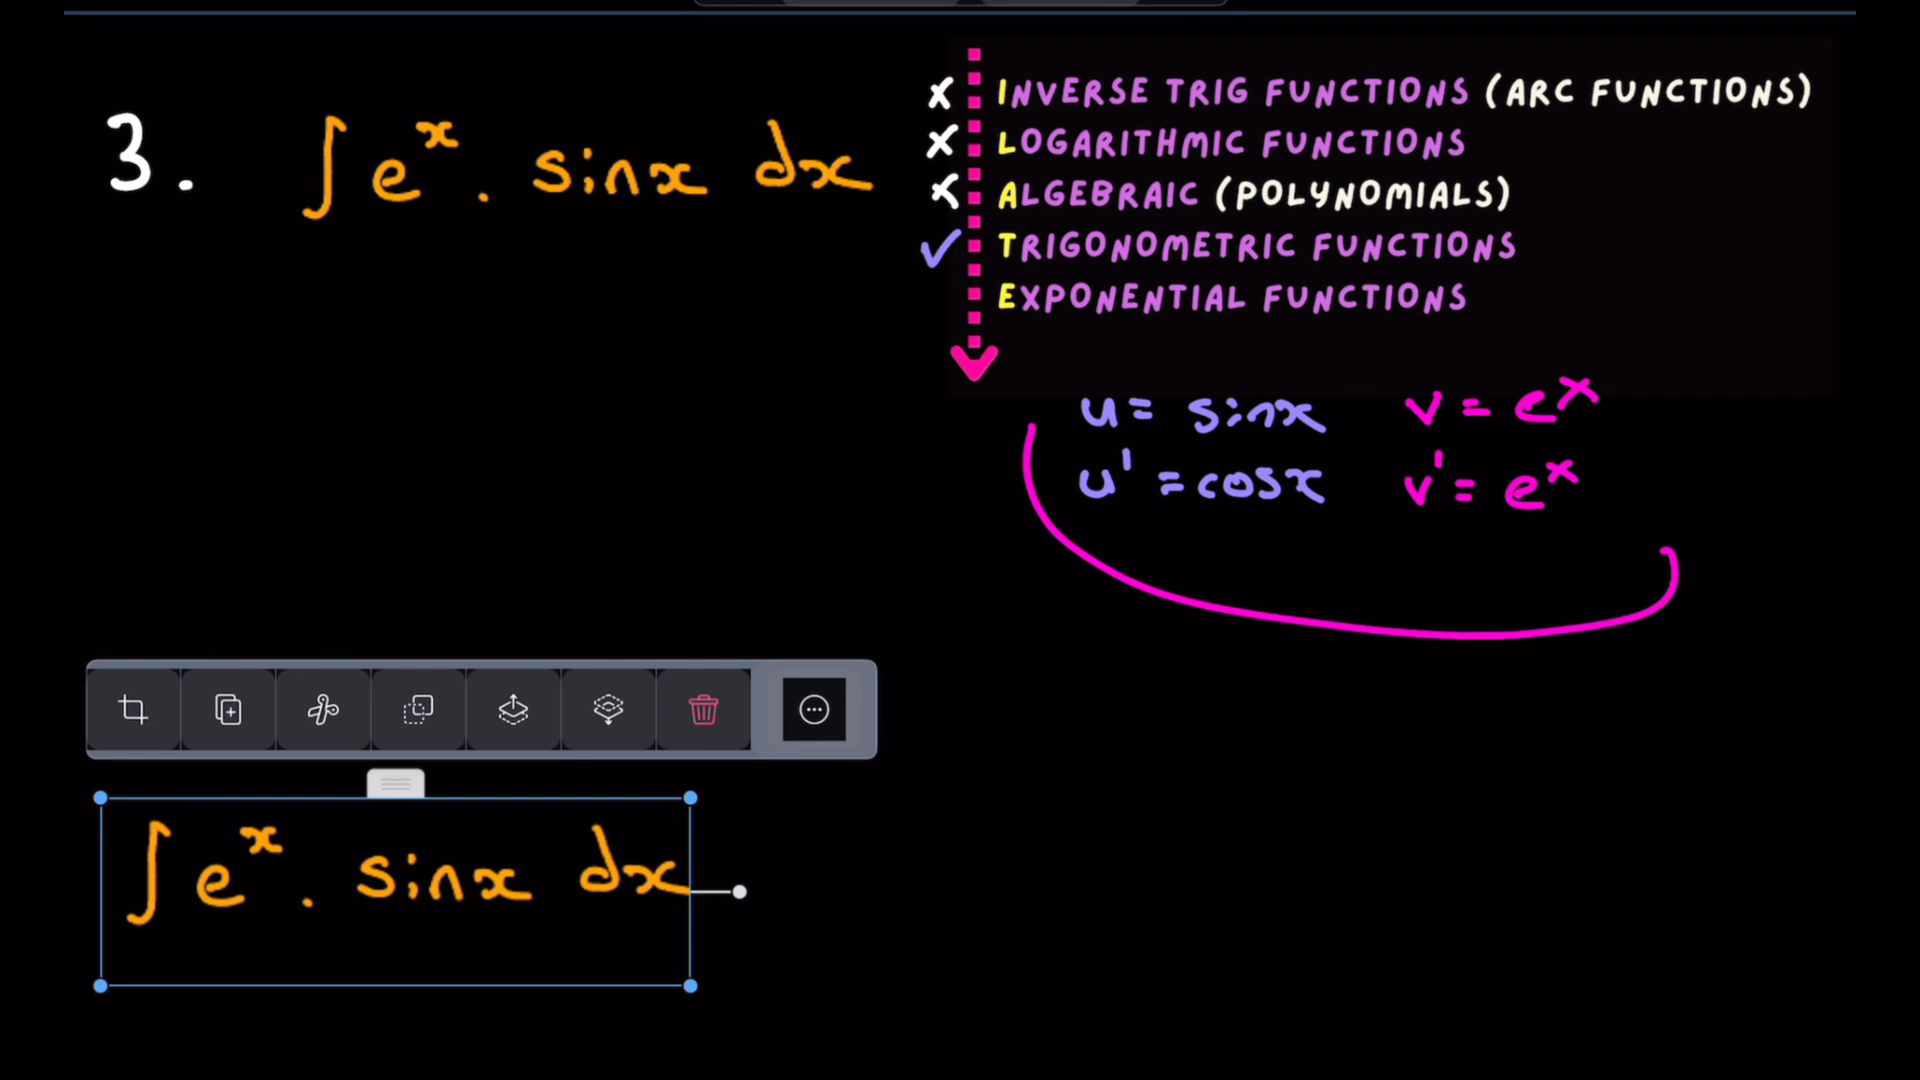 3. ∫eˣ . sinx dx
x INVERSE TRIG FUNCTIONS (ARC FUNCTIONS)
x LOGARITHMIC FUNCTIONS
x ALGEBRAIC (POLYNOMIALS)
✓ TRIGONOMETRIC FUNCTIONS
EXPONENTIAL FUNCTIONS
u = sinx v = eˣ
u' = cosx v' = eˣ
∫eˣ . sinx dx